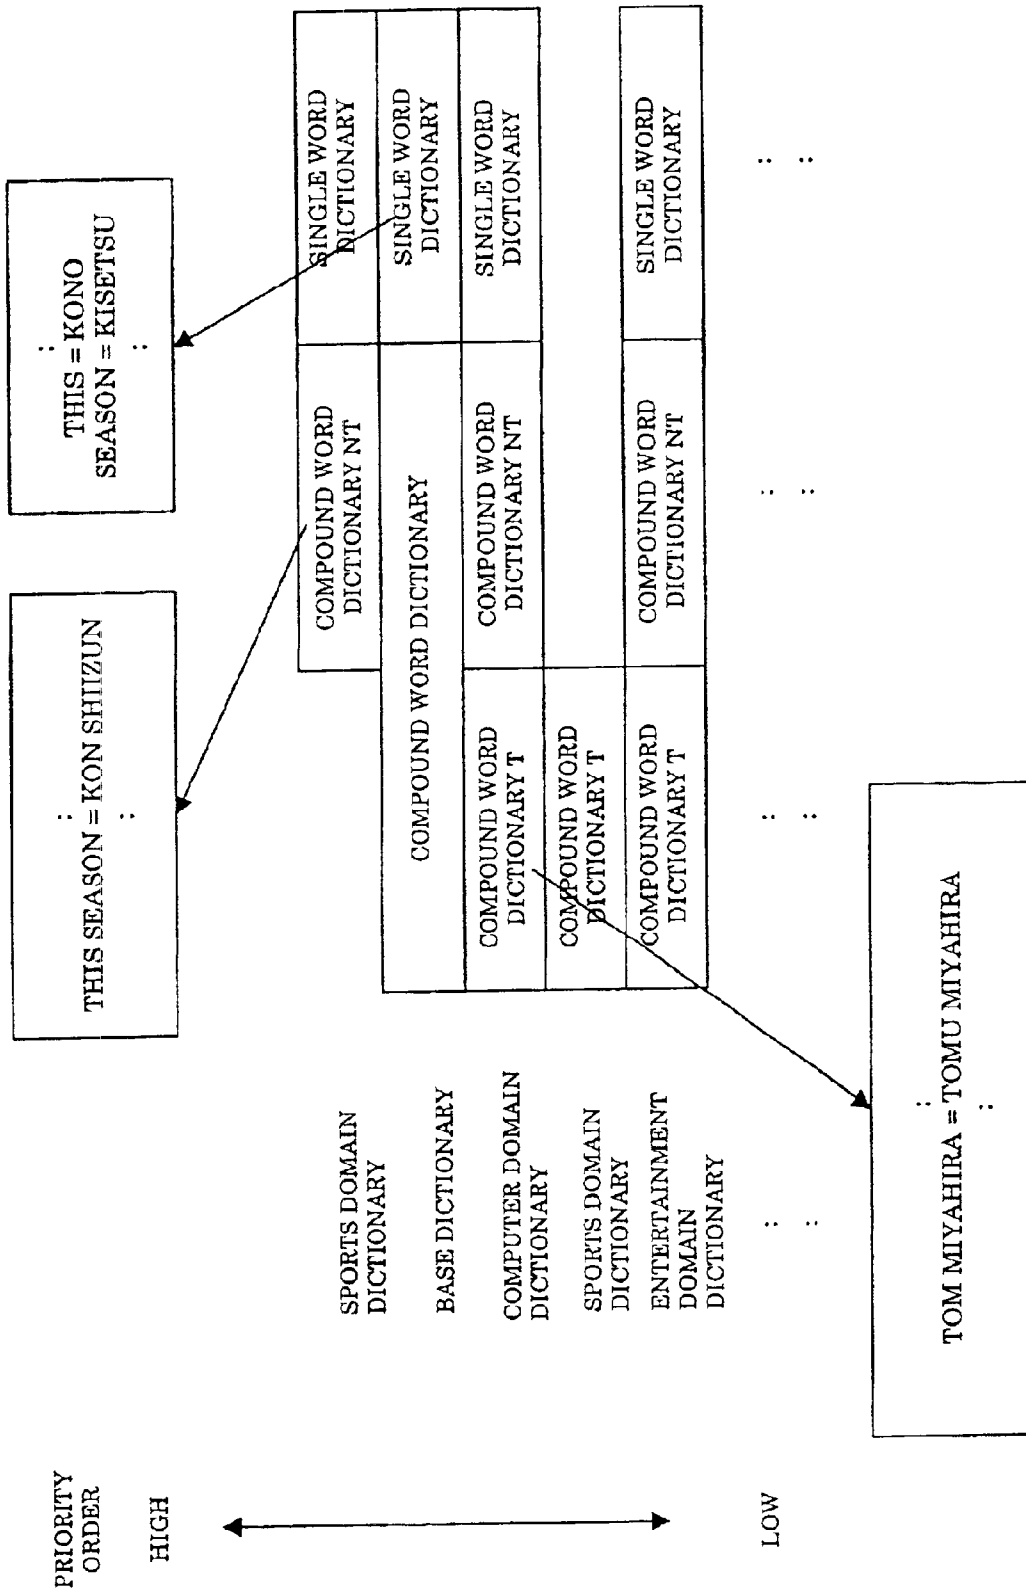 PRIORITY
ORDER
HIGH
LOW
THIS SEASON = KON SHIIZUN
:
:
THIS = KONO
SEASON = KISETSU
:
:
SPORTS DOMAIN
DICTIONARY
COMPOUND WORD
DICTIONARY NT
SINGLE WORD
DICTIONARY
BASE DICTIONARY
COMPOUND WORD DICTIONARY
SINGLE WORD
DICTIONARY
COMPUTER DOMAIN
DICTIONARY
COMPOUND WORD
DICTIONARY T
COMPOUND WORD
DICTIONARY NT
SINGLE WORD
DICTIONARY
SPORTS DOMAIN
DICTIONARY
COMPOUND WORD
DICTIONARY T
ENTERTAINMENT
DOMAIN
DICTIONARY
COMPOUND WORD
DICTIONARY T
COMPOUND WORD
DICTIONARY NT
SINGLE WORD
DICTIONARY
: : : :
: : : :
TOM MIYAHIRA = TOMU MIYAHIRA
:
: